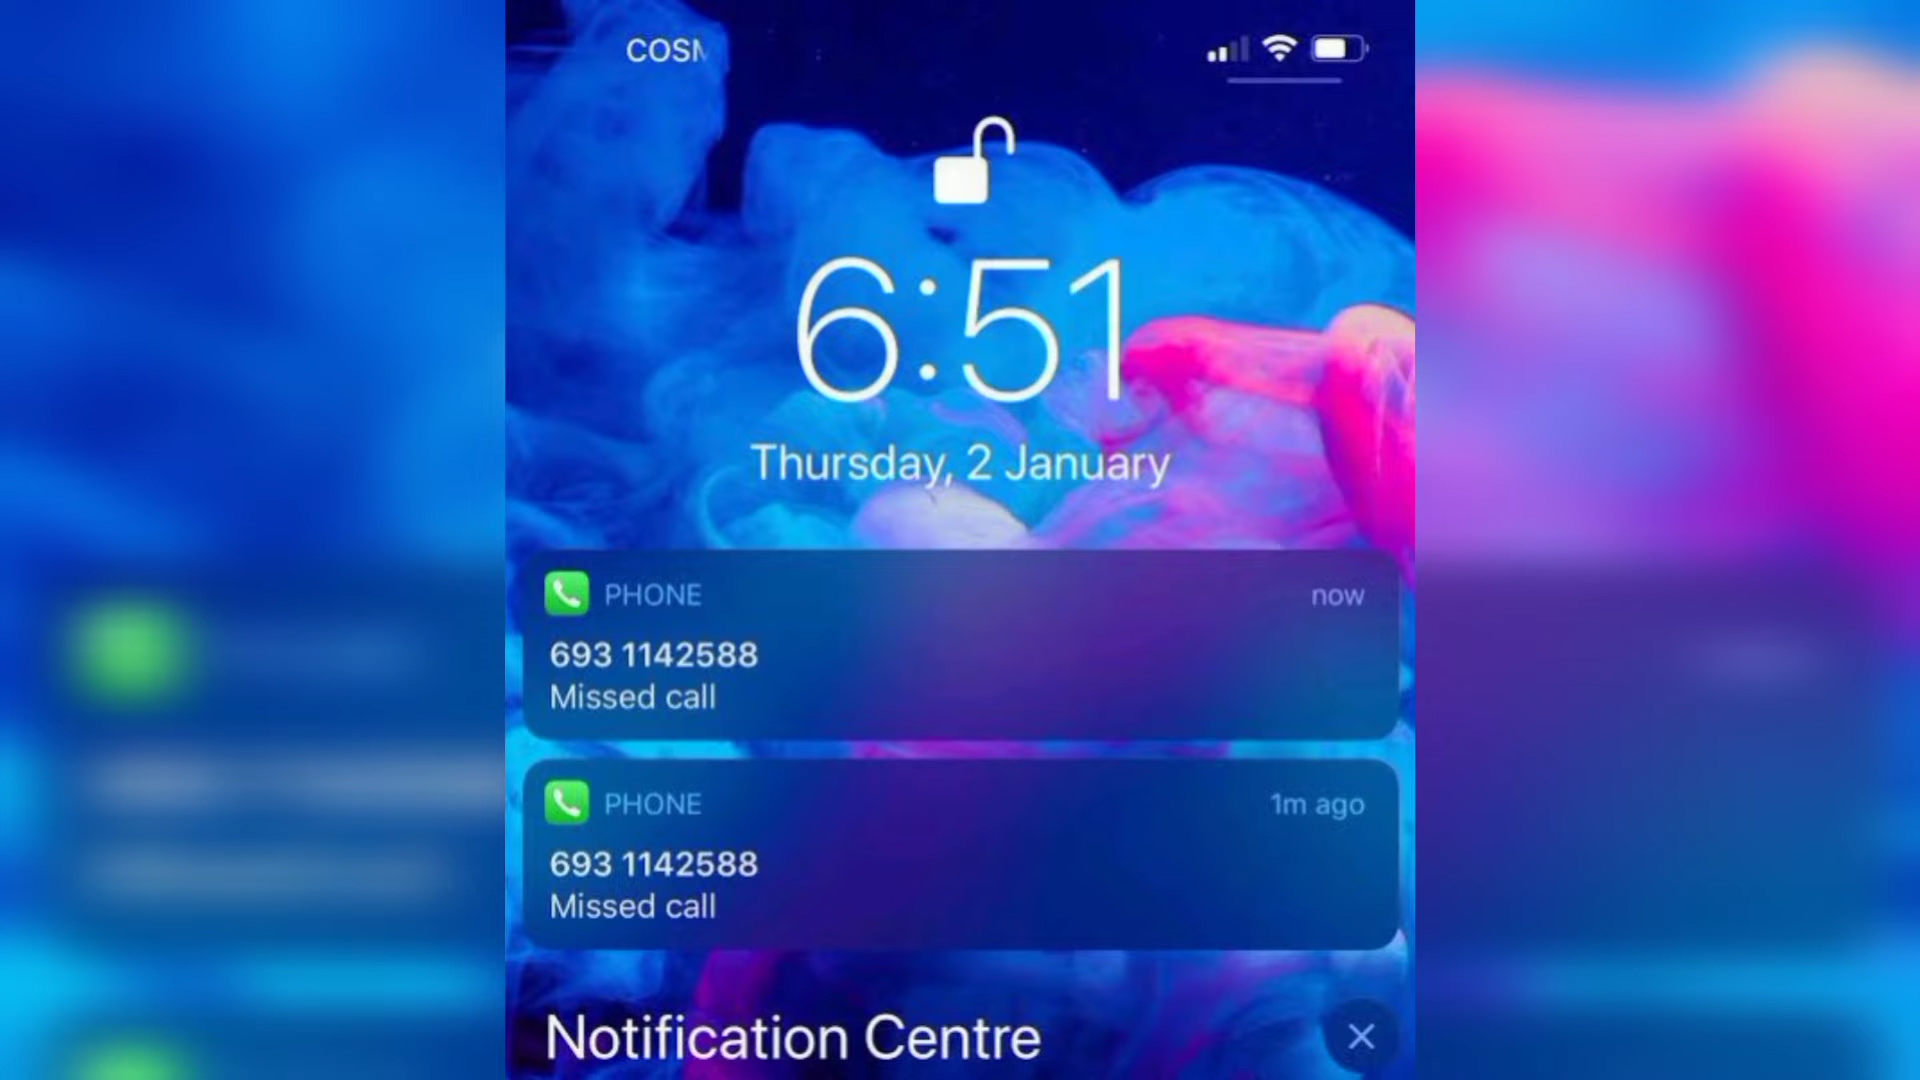 COSM
6:51
Thursday, 2 January
PHONE
now
693 1142588
Missed call
PHONE
1m ago
693 1142588
Missed call
Notification Centre